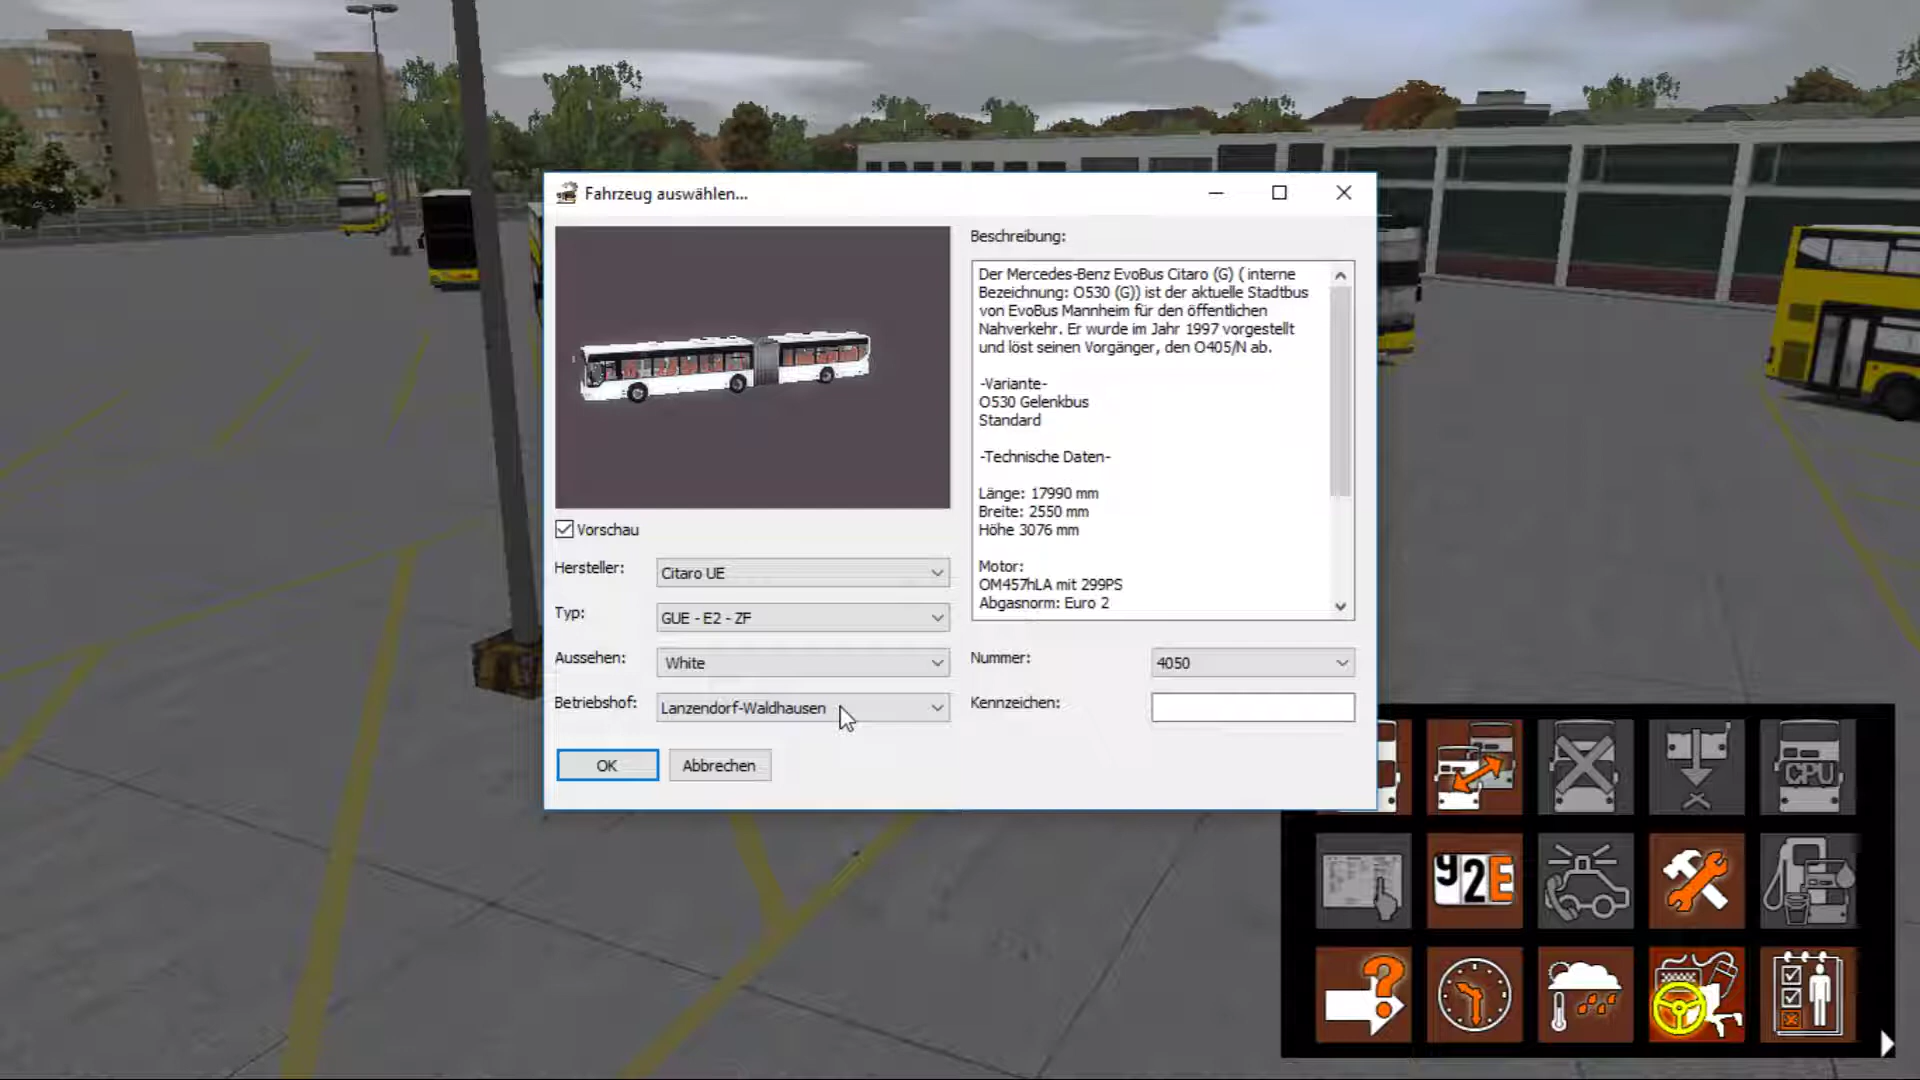 Fahrzeug auswählen...
Beschreibung:
Der Mercedes-Benz EvoBus Citaro (G) ( interne
Bezeichnung: O530 (G)) ist der aktuelle Stadtbus
von EvoBus Mannheim für den öffentlichen
Nahverkehr. Er wurde im Jahr 1997 vorgestellt
und löst seinen Vorgänger, den O405/N ab.
-Variante-
O530 Gelenkbus
Standard
-Technische Daten-
Länge: 17990 mm
Breite: 2550 mm
Höhe 3076 mm
Motor:
OM457hLA mit 299PS
Abgasnorm: Euro 2
Vorschau
Hersteller:
Citaro UE
Typ:
GUE - E2 - ZF
Aussehen:
White
Nummer:
4050
Betriebshof:
Lanzendorf-Waldhausen
Kennzeichen:
OK
Abbrechen
CPU
92E
?